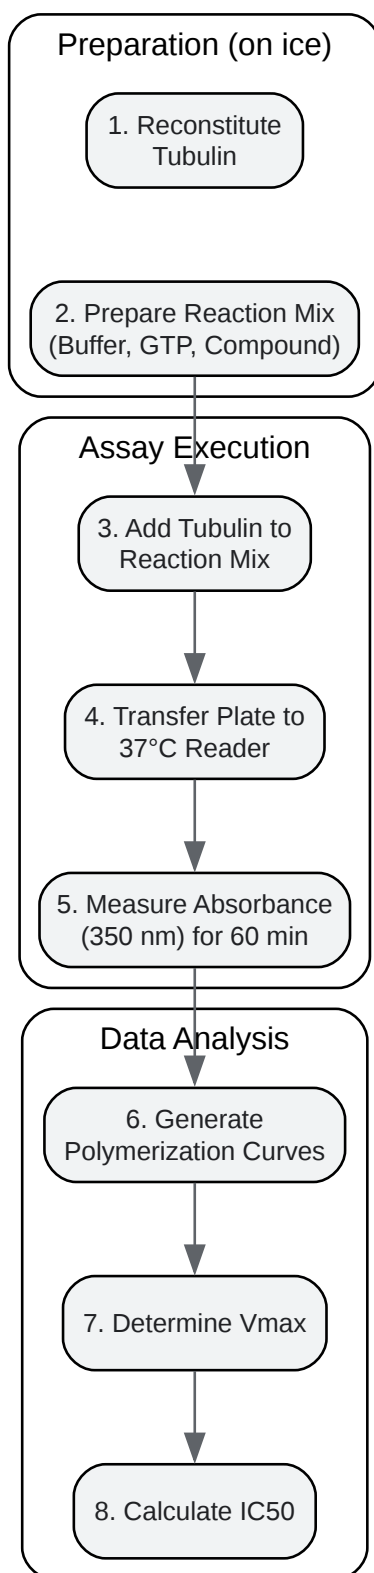 Preparation (on ice)
1. Reconstitute
Tubulin
2. Prepare Reaction Mix
(Buffer, GTP, Compound)
Assay Execution
3. Add Tubulin to
Reaction Mix
4. Transfer Plate to
37°C Reader
5. Measure Absorbance
(350 nm) for 60 min
Data Analysis
6. Generate
Polymerization Curves
7. Determine Vmax
8. Calculate IC50